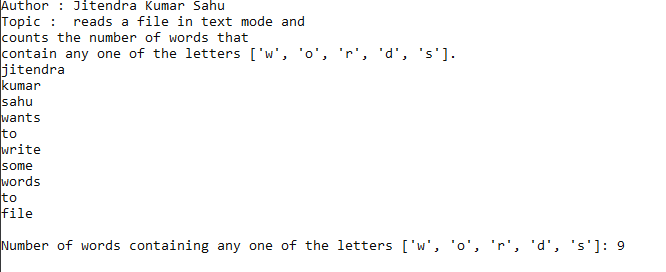 Author : Jitendra Kumar Sahu
Topic :  reads a file in text mode and
counts the number of words that
contain any one of the letters ['w', 'o', 'r', 'd', 's'].
jitendra
kumar
sahu
wants
to
write
some
words
to
file

Number of words containing any one of the letters ['w', 'o', 'r', 'd', 's']: 9